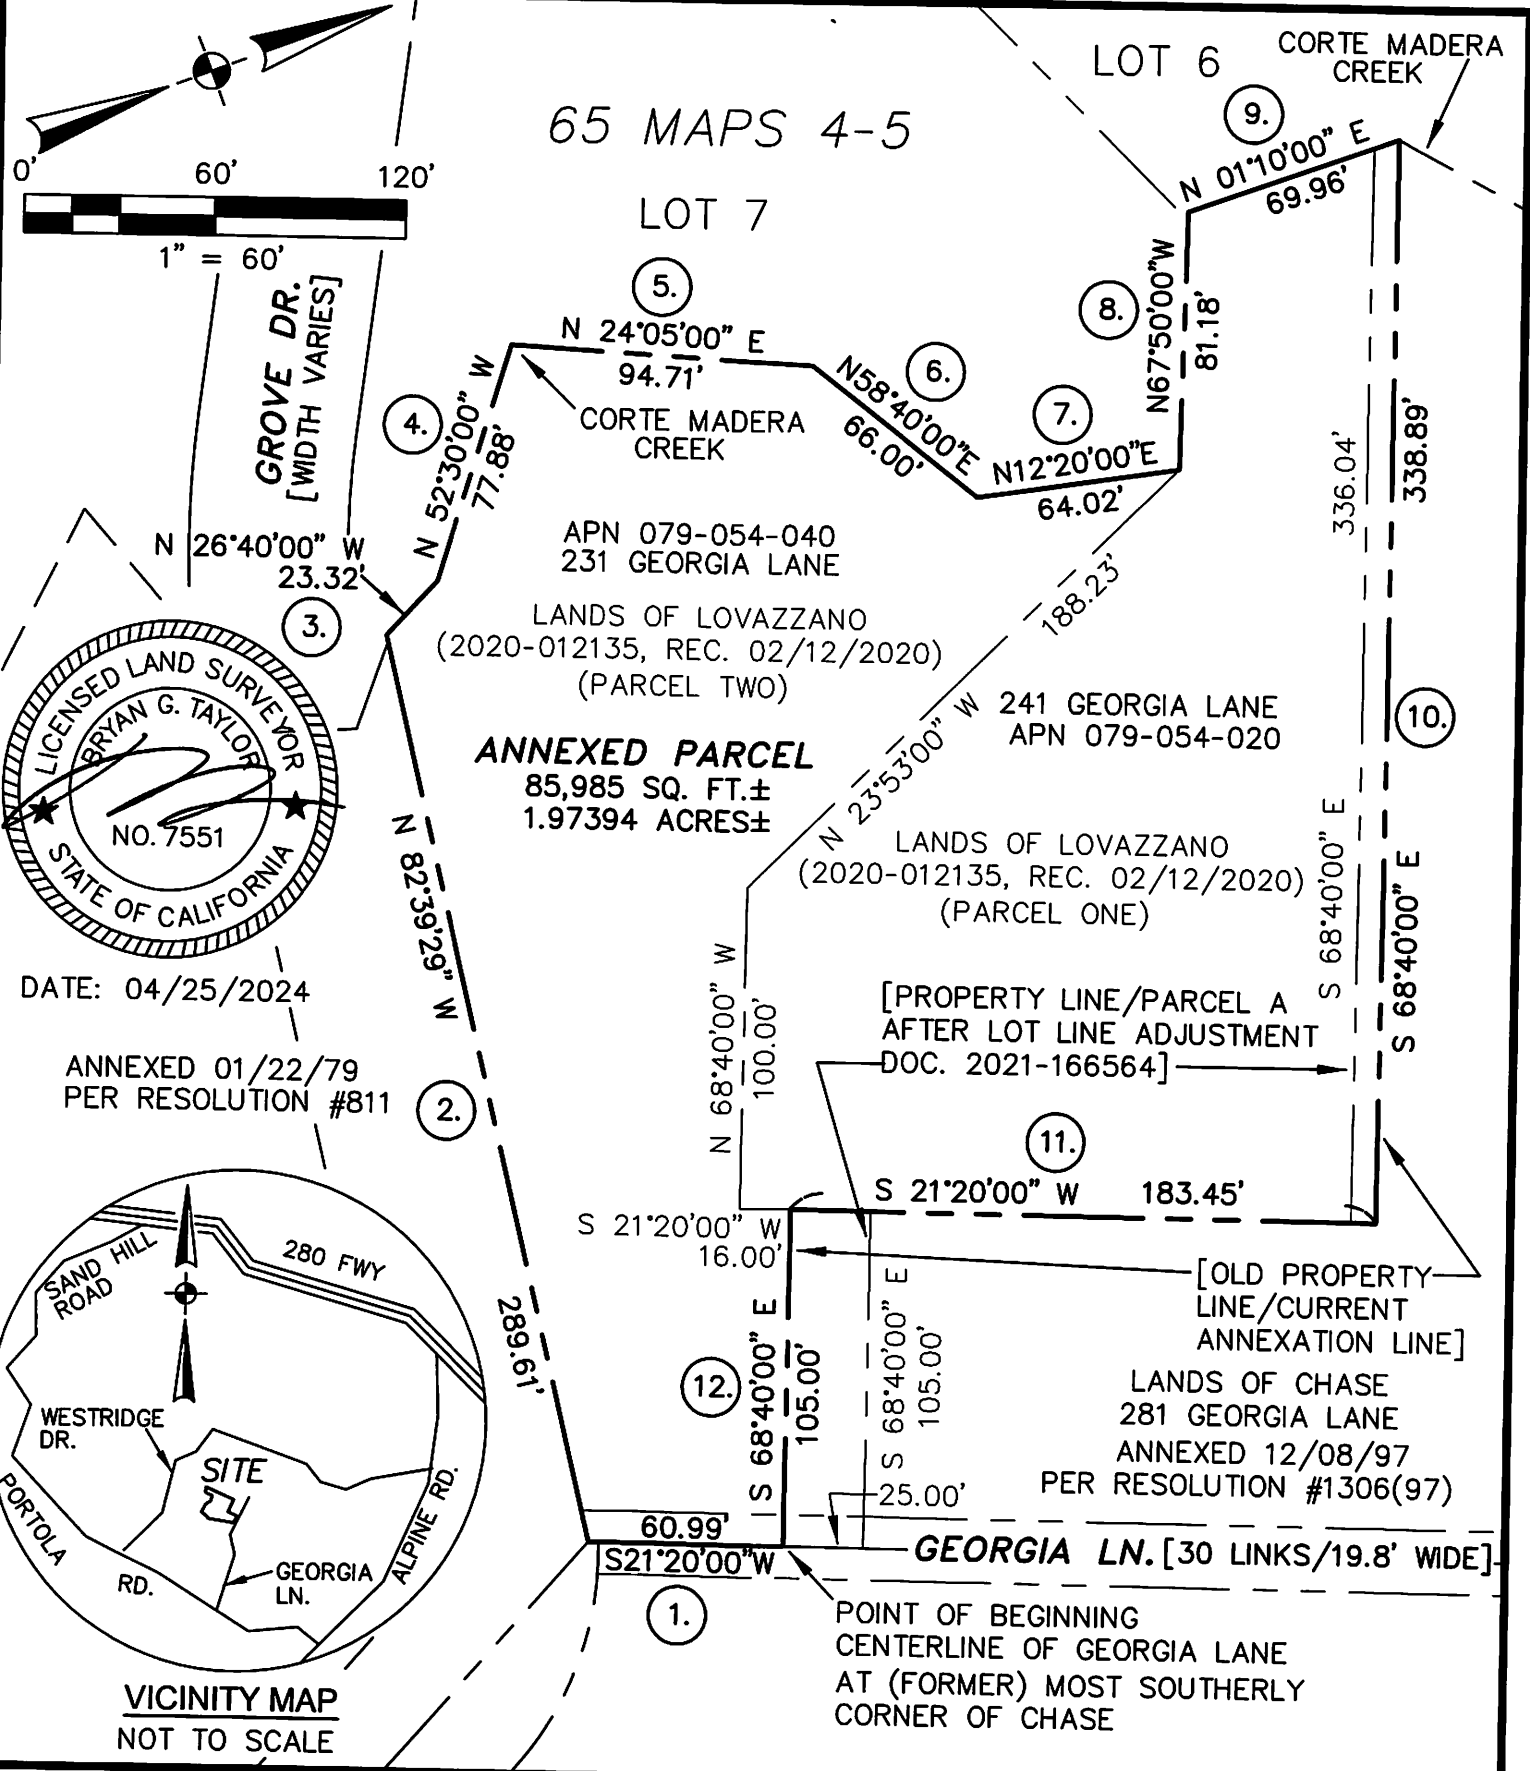 LOT 6
CORTE MADERA
CREEK
65 MAPS 4-5
LOT 7
0'
60'
120'
1" = 60'
GROVE DR.
[WIDTH VARIES]
9.
N 01°10'00" E
69.96'
8.
N67°50'00"W
81.18'
5.
N 24°05'00" E
94.71'
CORTE MADERA
CREEK
6.
N58°40'00"E
66.00'
7.
N12°20'00"E
64.02'
4.
N 52°30'00" W
77.88'
N 26°40'00" W
23.32'
3.
APN 079-054-040
231 GEORGIA LANE
LANDS OF LOVAZZANO
(2020-012135, REC. 02/12/2020)
(PARCEL TWO)
ANNEXED PARCEL
85,985 SQ. FT.±
1.97394 ACRES±
N 23°53'00" W
188.23'
241 GEORGIA LANE
APN 079-054-020
LANDS OF LOVAZZANO
(2020-012135, REC. 02/12/2020)
(PARCEL ONE)
336.04'
S 68°40'00" E
338.89'
10.
S 68°40'00" E
LICENSED LAND SURVEYOR
BRYAN G. TAYLOR
NO. 7551
STATE OF CALIFORNIA
DATE: 04/25/2024
ANNEXED 01/22/79
PER RESOLUTION #811
N 82°39'29" W
2.
289.61'
N 68°40'00" W
100.00'
[PROPERTY LINE/PARCEL A
AFTER LOT LINE ADJUSTMENT
DOC. 2021-166564]
11.
S 21°20'00" W 183.45'
S 21°20'00" W
16.00'
[OLD PROPERTY
LINE/CURRENT
ANNEXATION LINE]
12.
S 68°40'00" E
105.00'
S 68°40'00" E
105.00'
25.00'
LANDS OF CHASE
281 GEORGIA LANE
ANNEXED 12/08/97
PER RESOLUTION #1306(97)
60.99'
S21°20'00"W
1.
GEORGIA LN. [30 LINKS/19.8' WIDE]
POINT OF BEGINNING
CENTERLINE OF GEORGIA LANE
AT (FORMER) MOST SOUTHERLY
CORNER OF CHASE
SAND HILL
ROAD
280 FWY
WESTRIDGE
DR.
SITE
PORTOLA
RD.
GEORGIA
LN.
ALPINE RD.
VICINITY MAP
NOT TO SCALE